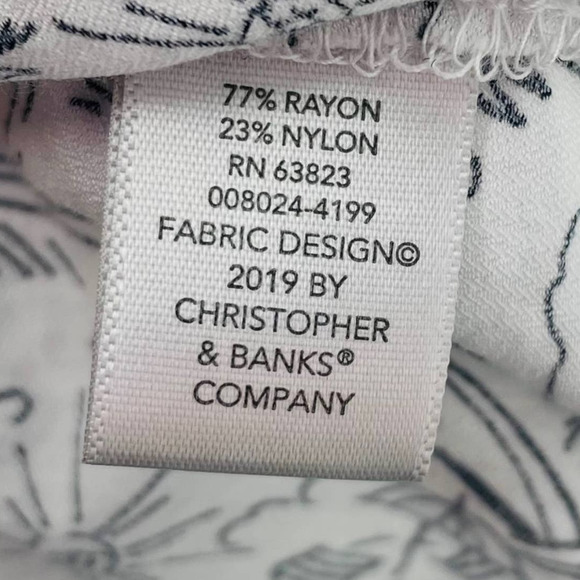 77% RAYON
23% NYLON
RN 63823
008024-4199
FABRIC DESIGN©
2019 BY
CHRISTOPHER
& BANKS®
COMPANY